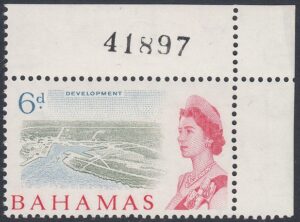 41897
6d
DEVELOPMENT
BAHAMAS